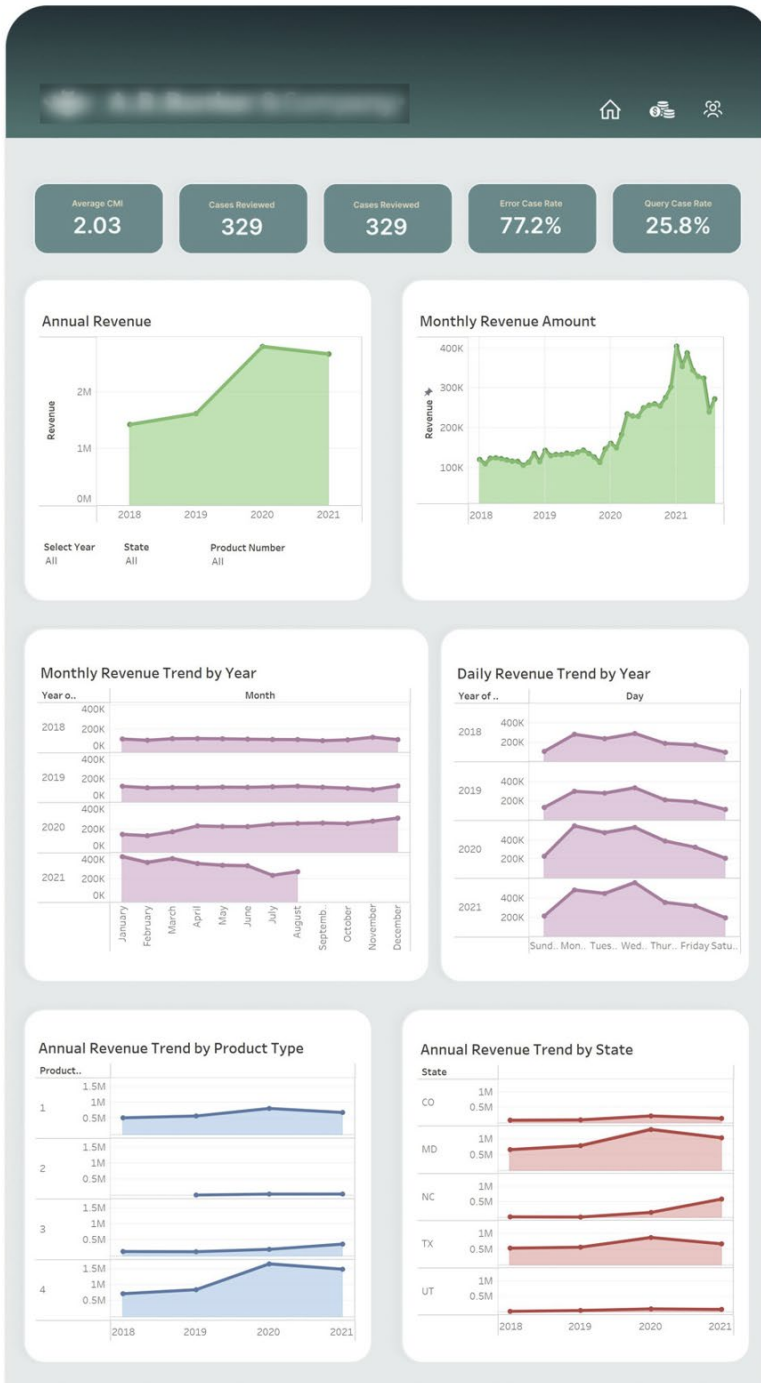 Average CMI
2.03
Cases Reviewed
329
Cases Reviewed
329
Error Case Rate
77.2%
Query Case Rate
25.8%
Annual Revenue
Revenue
2M
1M
0M
2018 2019 2020 2021
Select Year State Product Number
All All All
Monthly Revenue Amount
Revenue
400K
300K
200K
100K
2018 2019 2020 2021
Monthly Revenue Trend by Year
Year o.. Month
2018
400K
200K
0K
2019
400K
200K
0K
2020
400K
200K
0K
2021
400K
200K
0K
January February March April May June July August Septemb.. October November December
Daily Revenue Trend by Year
Year of .. Day
2018
400K
200K
2019
400K
200K
2020
400K
200K
2021
400K
200K
Sund.. Mon.. Tues.. Wed.. Thur.. Friday Satu..
Annual Revenue Trend by Product Type
Product..
1
1.5M
1M
0.5M
2
1.5M
1M
0.5M
3
1.5M
1M
0.5M
4
1.5M
1M
0.5M
2018 2019 2020 2021
Annual Revenue Trend by State
State
CO
1M
0.5M
MD
1M
0.5M
NC
1M
0.5M
TX
1M
0.5M
UT
1M
0.5M
2018 2019 2020 2021